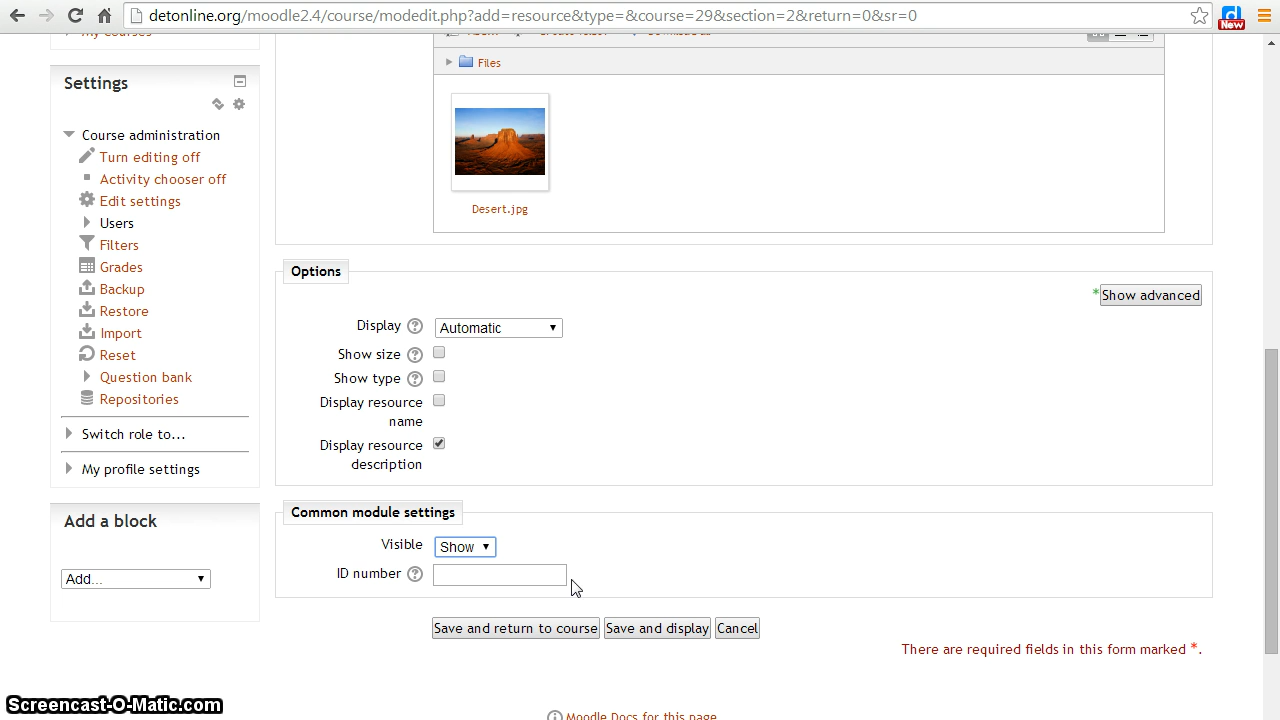 detonline.org/moodle2.4/course/modedit.php?add=resource&type=&course=29&section=2&return=0&sr=0
New
My courses
Settings
Files
Course administration
Turn editing off
Activity chooser off
Edit settings
Users
Filters
Grades
Backup
Restore
Import
Reset
Question bank
Repositories
Switch role to...
My profile settings
Add a block
Add...
Desert.jpg
Options
*Show advanced
Display Automatic
Show size
Show type
Display resource
name
Display resource
description
Common module settings
Visible Show
ID number
Save and return to course Save and display Cancel
There are required fields in this form marked *.
Moodle Docs for this page
Screencast-O-Matic.com